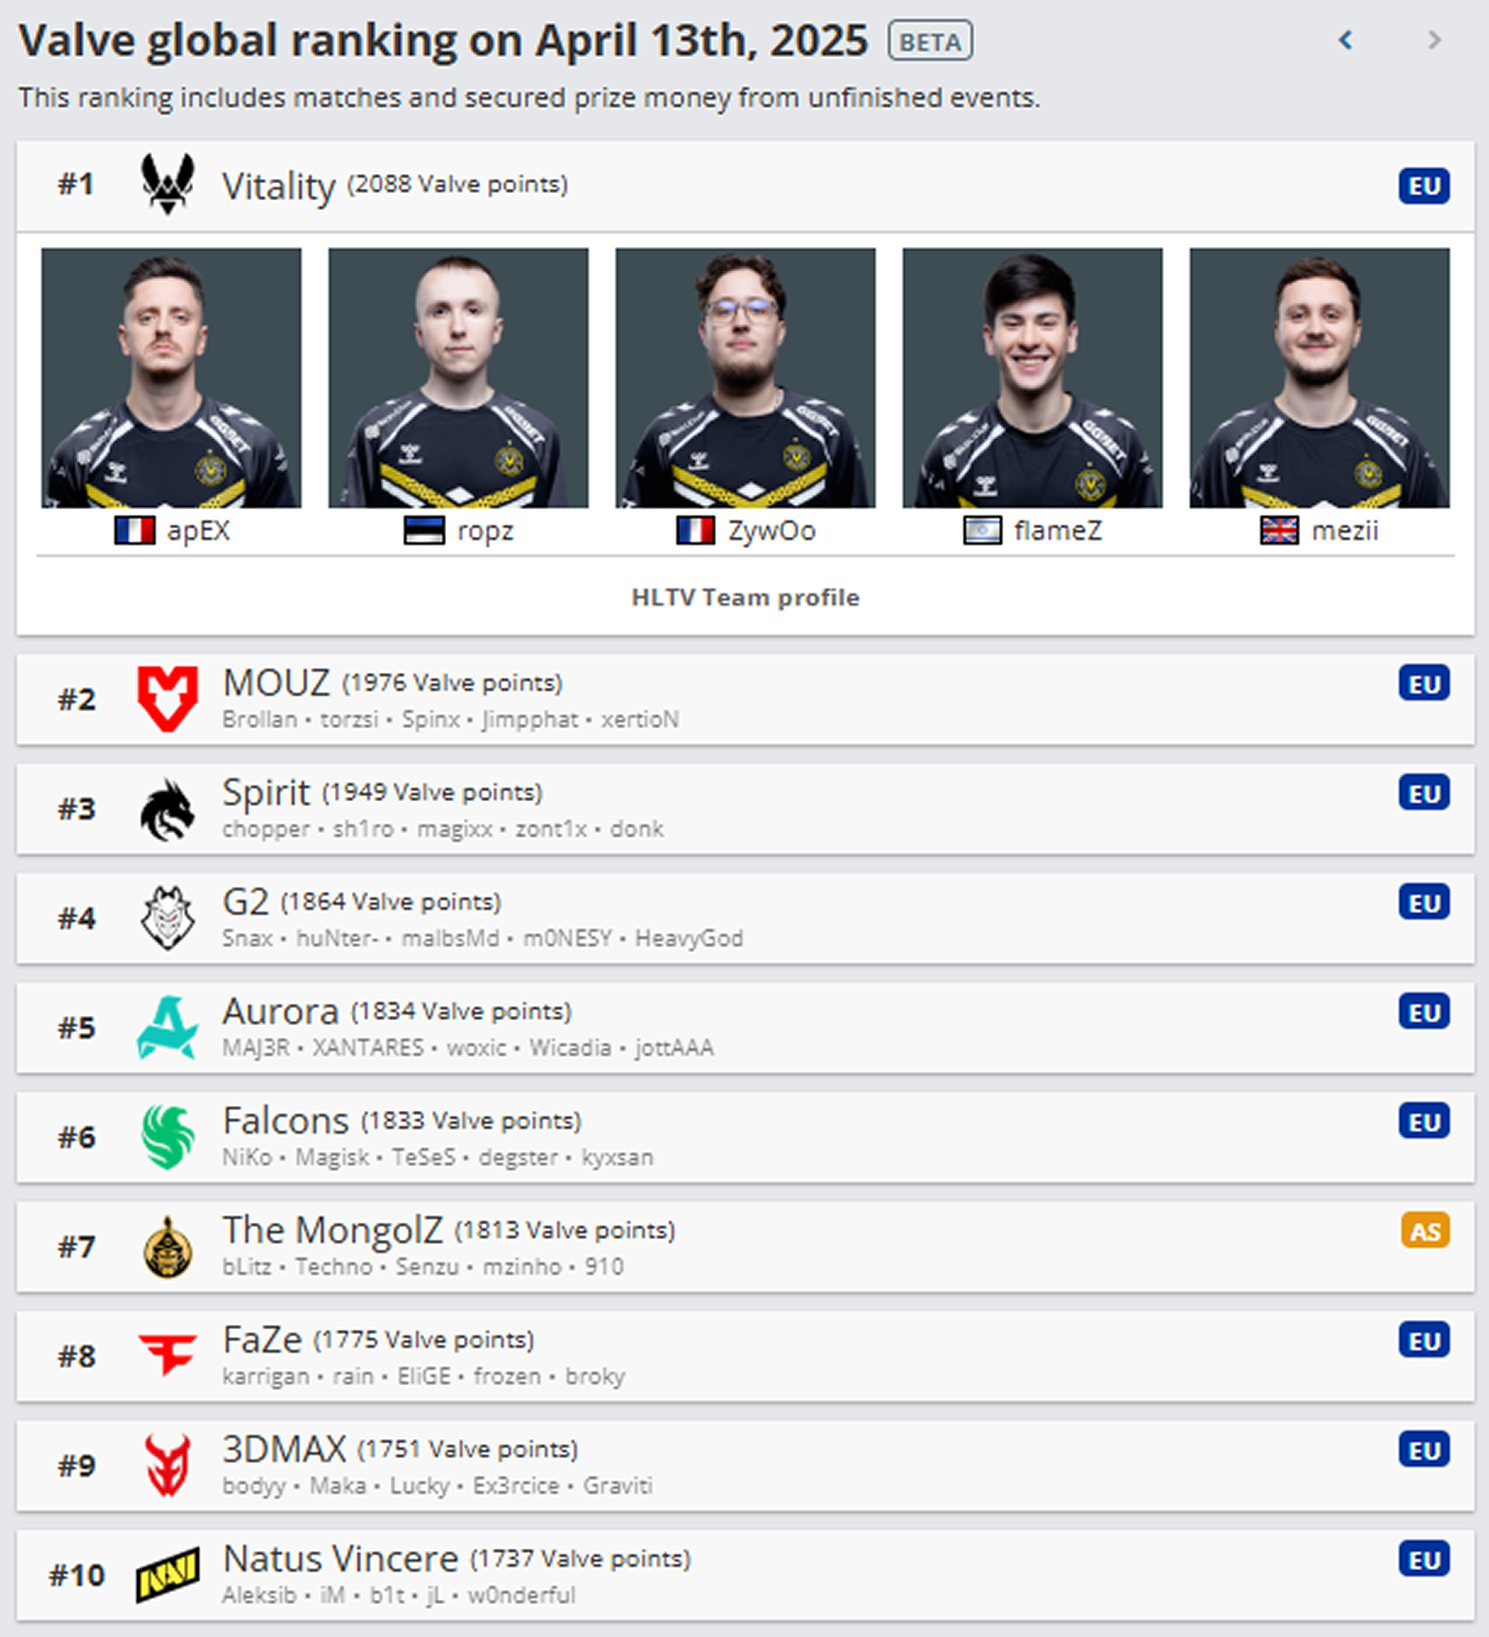 Valve global ranking on April 13th, 2025 BETA
This ranking includes matches and secured prize money from unfinished events.
#1 Vitality (2088 Valve points) EU
apEX ropz ZywOo flameZ mezii
HLTV Team profile
#2 MOUZ (1976 Valve points) EU
Brollan • torzsi • Spinx • Jimpphat • xertioN
#3 Spirit (1949 Valve points) EU
chopper • sh1ro • magixx • zont1x • donk
#4 G2 (1864 Valve points) EU
Snax • huNter- • malbsMd • m0NESY • HeavyGod
#5 Aurora (1834 Valve points) EU
MAJ3R • XANTARES • woxic • Wicadia • jottAAA
#6 Falcons (1833 Valve points) EU
NiKo • Magisk • TeSeS • degster • kyxsan
#7 The MongolZ (1813 Valve points) AS
bLitz • Techno • Senzu • mzinho • 910
#8 FaZe (1775 Valve points) EU
karrigan • rain • EliGE • frozen • broky
#9 3DMAX (1751 Valve points) EU
bodyy • Maka • Lucky • Ex3rcice • Graviti
#10 Natus Vincere (1737 Valve points) EU
Aleksib • iM • b1t • jL • w0nderful